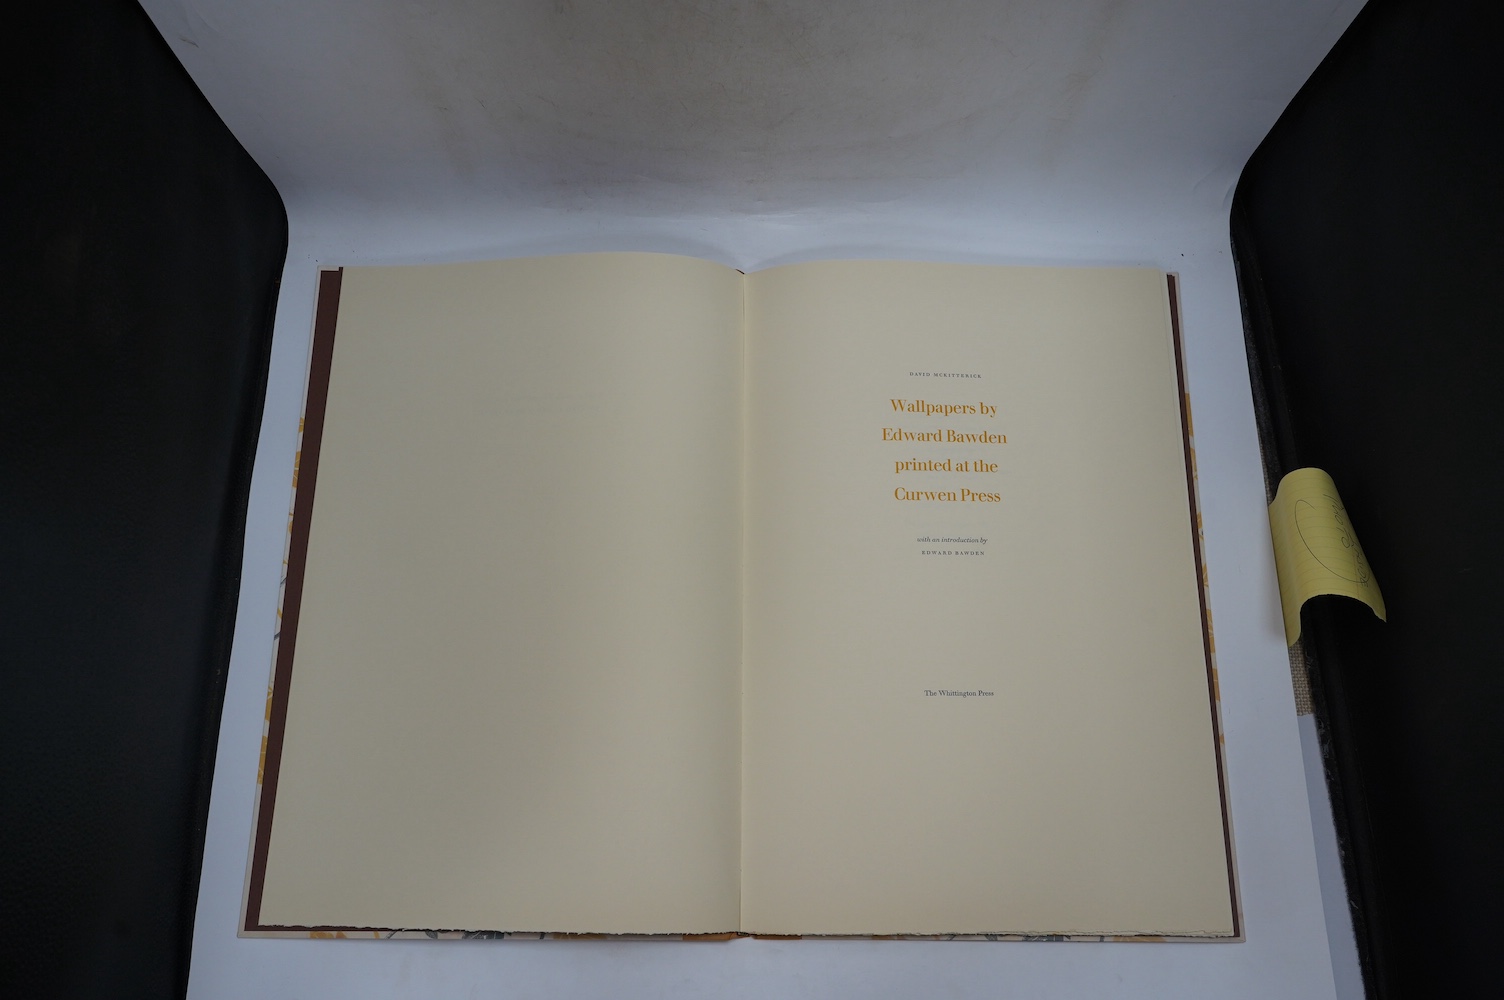 DAVID MCKITTERICK
Wallpapers by
Edward Bawden
printed at the
Curwen Press
with an introduction by
EDWARD BAWDEN
The Whittington Press